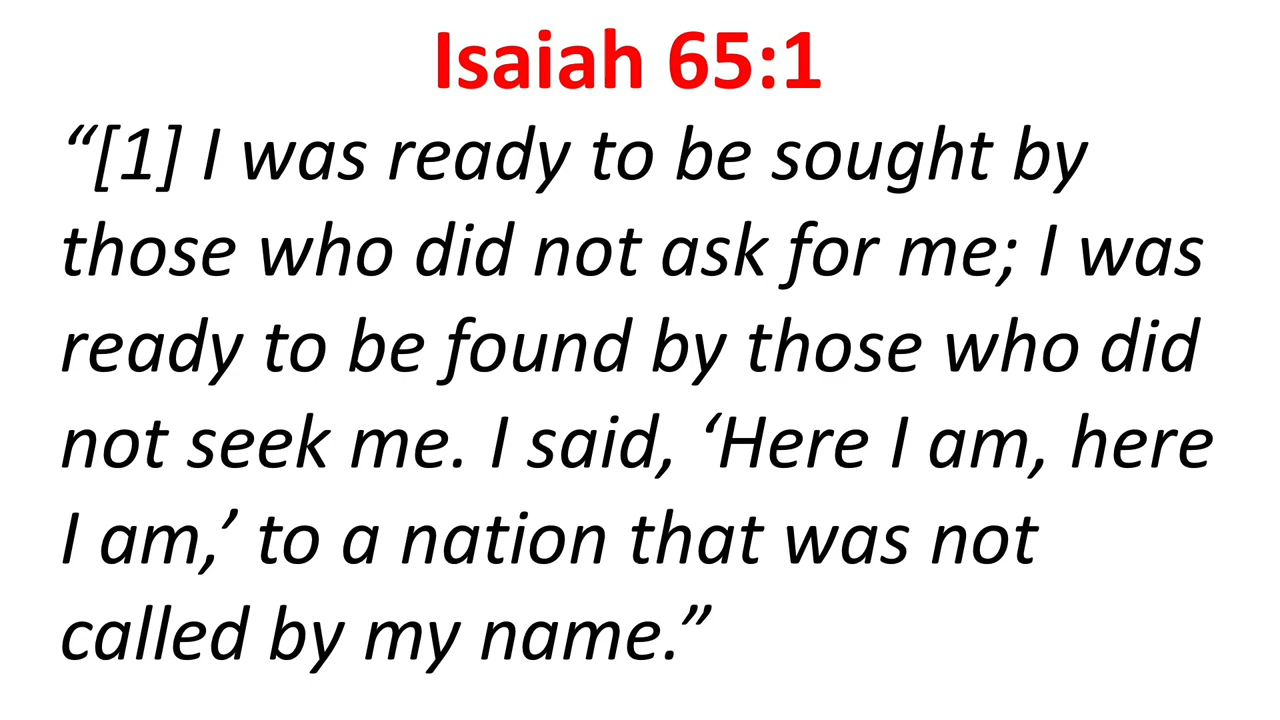 Isaiah 65:1
“[1] I was ready to be sought by
those who did not ask for me; I was
ready to be found by those who did
not seek me. I said, ‘Here I am, here
I am,’ to a nation that was not
called by my name.”